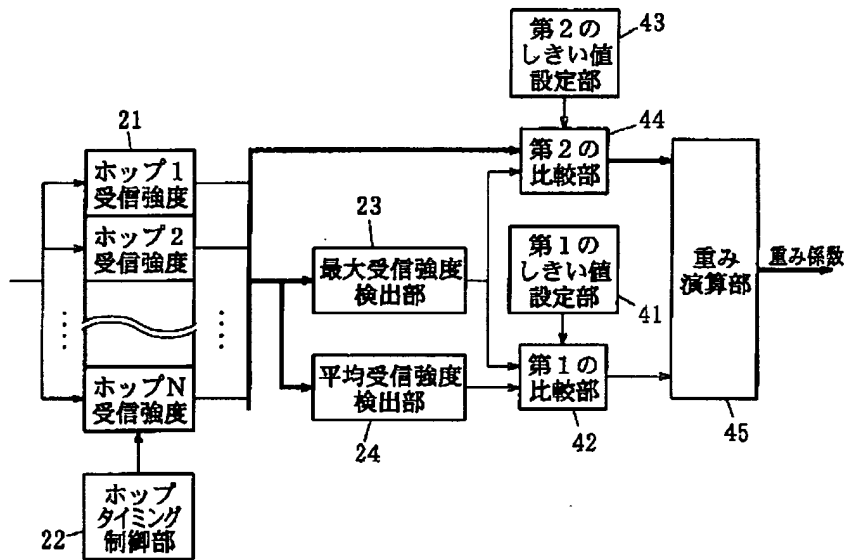 43
第２の
しきい値
設定部
21
44
ホップ１
受信強度
第２の
比較部
ホップ２
受信強度
23
最大受信強度
検出部
第１の
しきい値
設定部
41
重み
演算部
重み係数
ホップN
受信強度
平均受信強度
検出部
24
第１の
比較部
42
45
ホップ
タイミング
制御部
22